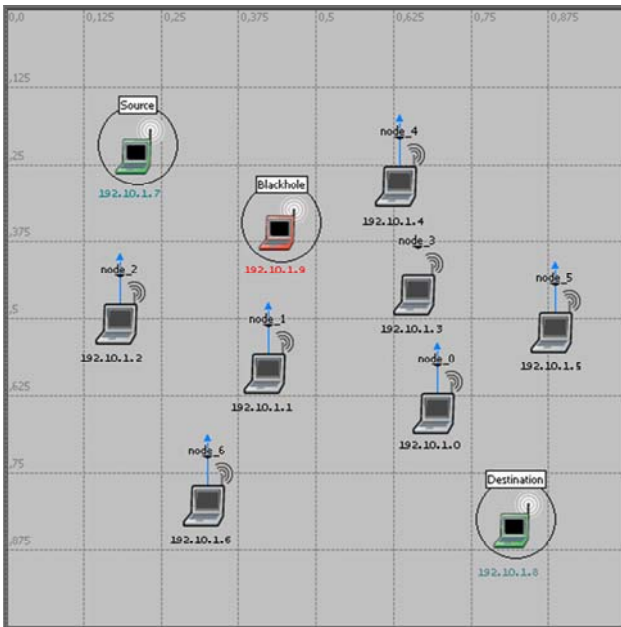 0,0 0,125 0,25 0,375 0,5 0,625 0,75 0,875
,125
Source
node_4
,25
192.10.1.7
Blackhole
192.10.1.4
,375
node_3
192.10.1.9
node_2
node_5
,5
node_1
192.10.1.3
192.10.1.2
node_0
192.10.1.5
,625
192.10.1.1
192.10.1.0
node_6
,75
Destination
192.10.1.6
,875
192.10.1.8